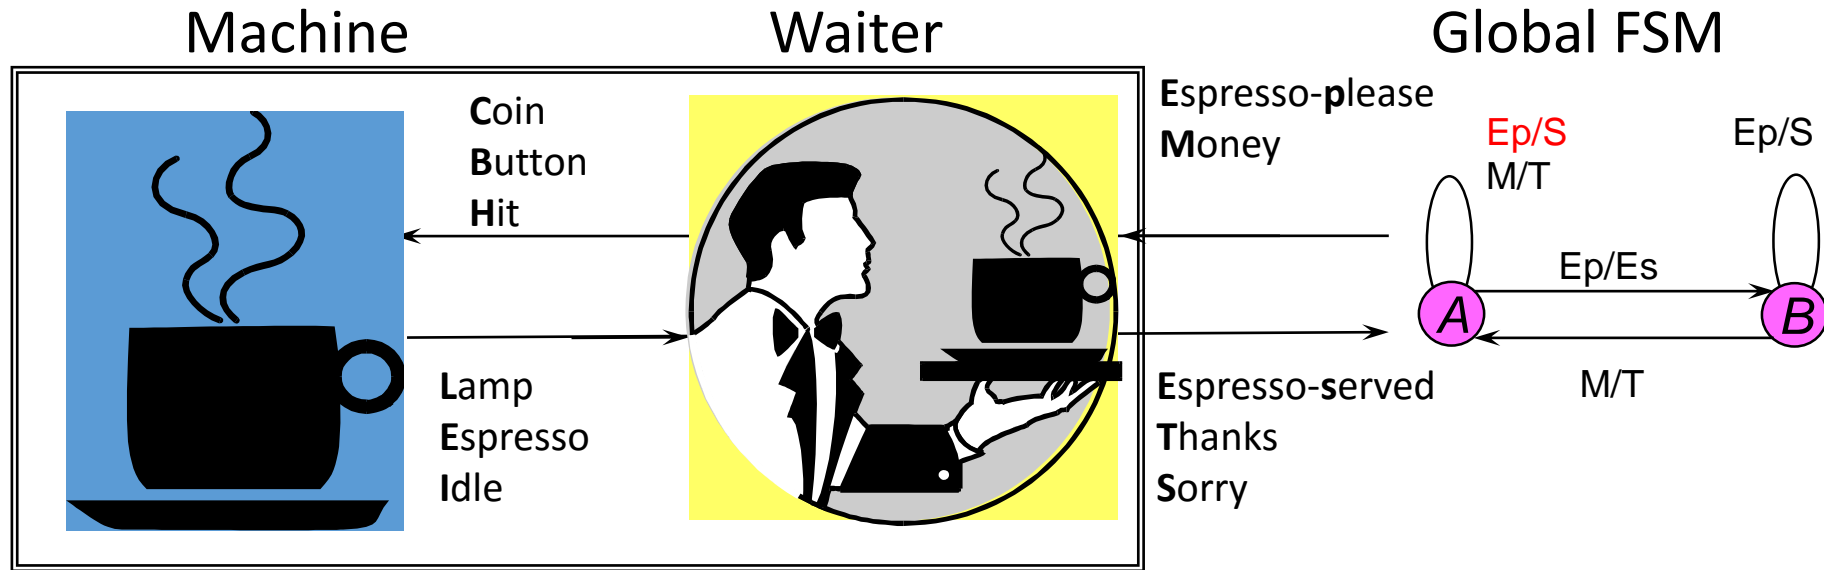 Machine
Waiter
Global FSM
Coin
Button
Hit
Lamp
Espresso
Idle
Espresso-please
Money
Espresso-served
Thanks
Sorry
Ep/S
M/T
Ep/S
Ep/Es
A
B
M/T